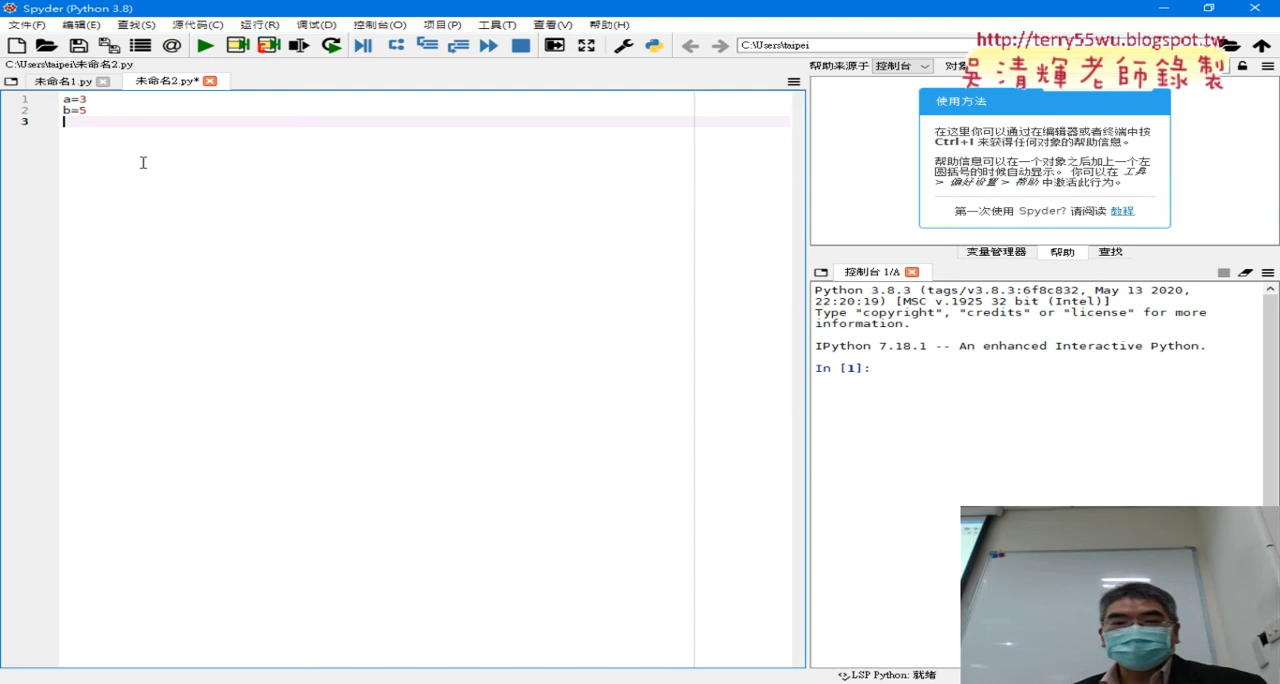 Spyder (Python 3.8)
文件(F) 编辑(E) 查找(S) 源代码(C) 运行(R) 调试(D) 控制台(O) 项目(P) 工具(T) 查看(V) 帮助(H)
C:\Users\taipei
http://terry55wu.blogspot.tw
吳清輝老師錄製
C:\Users\taipei\未命名2.py
未命名1.py
未命名2.py*
1 a=3
2 b=5
3
帮助来源于 控制台 对象
使用方法
在这里你可以通过在编辑器或者终端中按
Ctrl+I 来获得任何对象的帮助信息。
帮助信息可以在一个对象之后加上一个左
圆括号的时候自动显示。 你可以在 工具
> 偏好设置 > 帮助 中激活此行为。
第一次使用 Spyder? 请阅读 教程
变量管理器 帮助 查找
控制台 1/A
Python 3.8.3 (tags/v3.8.3:6f8c832, May 13 2020,
22:20:19) [MSC v.1925 32 bit (Intel)]
Type "copyright", "credits" or "license" for more
information.
IPython 7.18.1 -- An enhanced Interactive Python.
In [1]:
LSP Python: 就绪